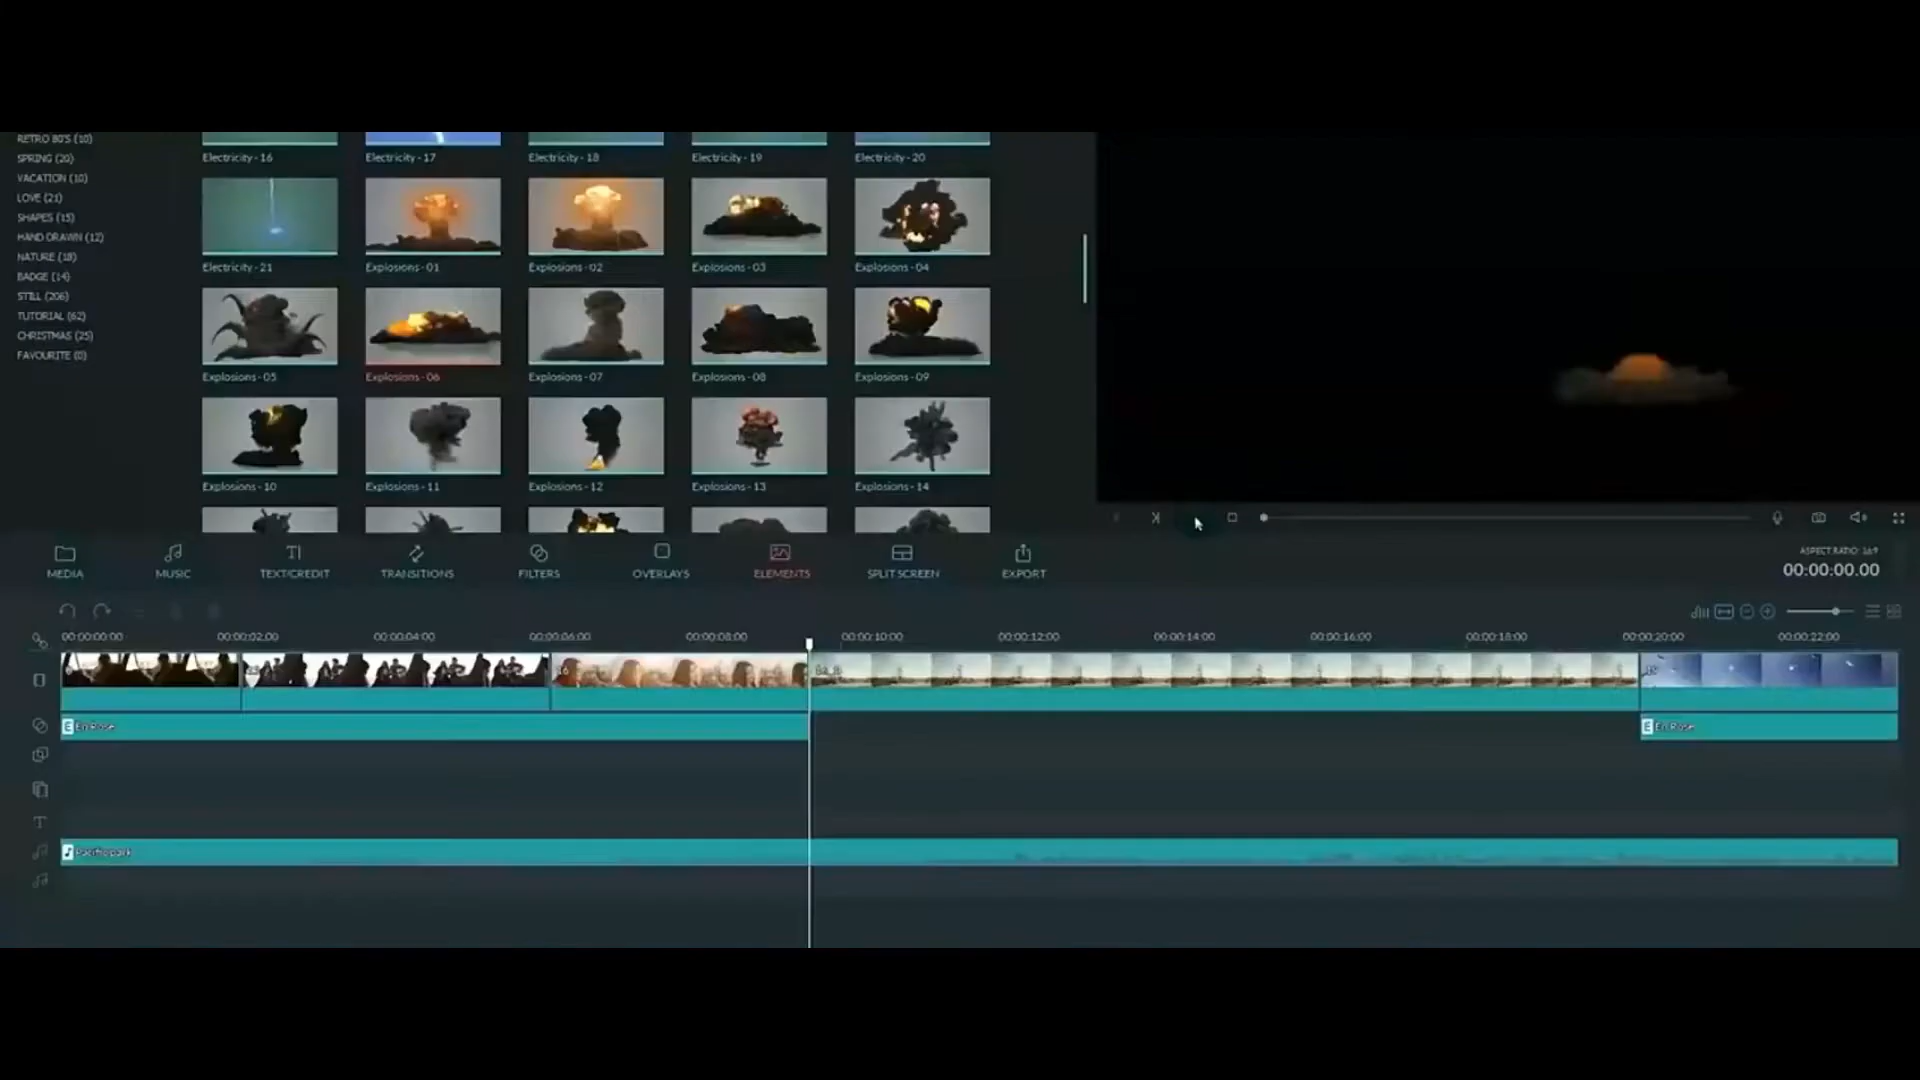 RETRO 80'S (10)
SPRING (20)
VACATION (10)
LOVE (21)
SHAPES (15)
HAND DRAWN (12)
NATURE (18)
BADGE (14)
STILL (206)
TUTORIAL (62)
CHRISTMAS (25)
FAVOURITE (0)
Electricity - 16 Electricity - 17 Electricity - 18 Electricity - 19 Electricity - 20
Electricity - 21 Explosions - 01 Explosions - 02 Explosions - 03 Explosions - 04
Explosions - 05 Explosions - 06 Explosions - 07 Explosions - 08 Explosions - 09
Explosions - 10 Explosions - 11 Explosions - 12 Explosions - 13 Explosions - 14
MEDIA MUSIC TEXT/CREDIT TRANSITIONS FILTERS OVERLAYS ELEMENTS SPLIT SCREEN EXPORT
ASPECT RATIO: 16:9
00:00:00.00
00:00:00:00 00:00:02:00 00:00:04:00 00:00:06:00 00:00:08:00 00:00:10:00 00:00:12:00 00:00:14:00 00:00:16:00 00:00:18:00 00:00:20:00 00:00:22:00
E En Rose E En Rose
Pacific park